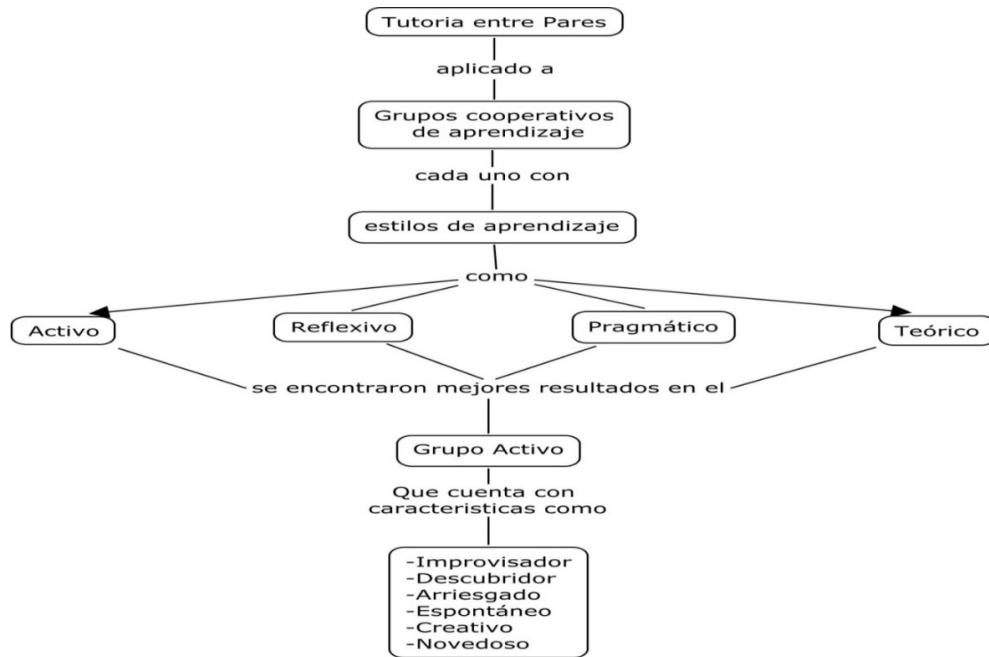 Tutoria entre Pares
aplicado a
Grupos cooperativos
de aprendizaje
cada uno con
estilos de aprendizaje
como
Activo
Reflexivo
Pragmático
Teórico
se encontraron mejores resultados en el
Grupo Activo
Que cuenta con
caracteristicas como
-Improvisador
-Descubridor
-Arriesgado
-Espontáneo
-Creativo
-Novedoso